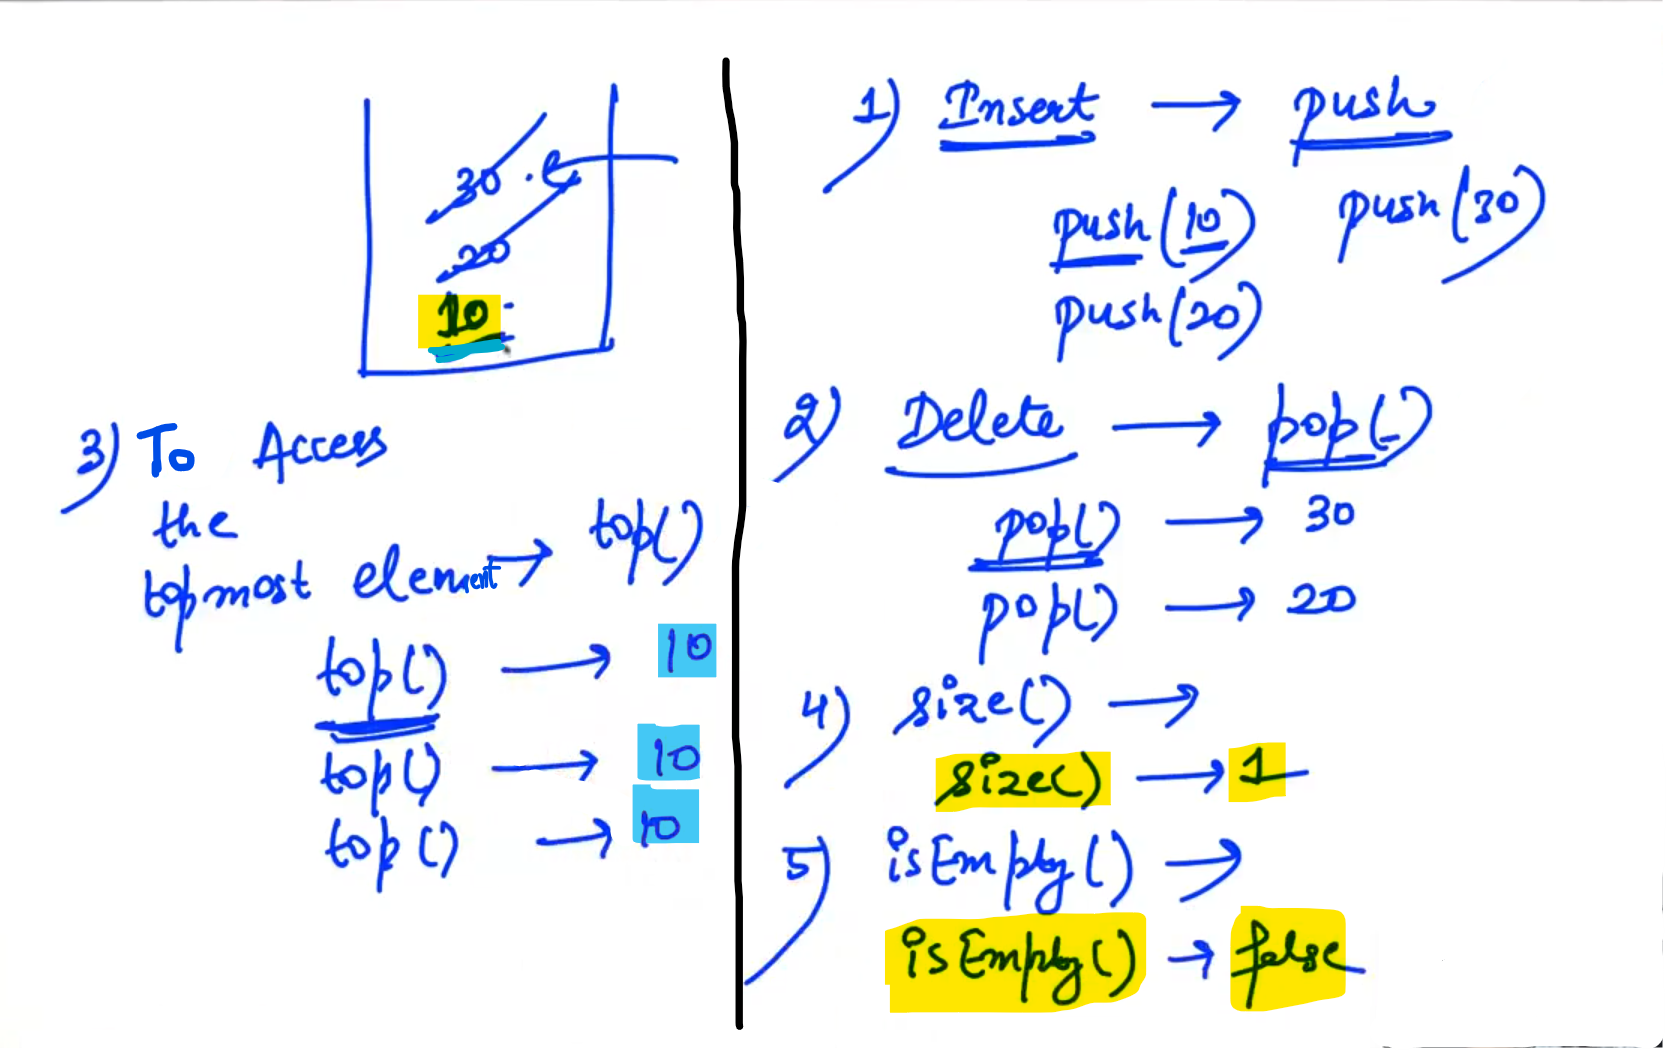 30 . e
20
10
3) To Access
the
topmost element → top()
top() → 10
top() → 10
top() → 10
1) Insert → push
push(10) push(30)
push(20)
2) Delete → pop()
pop() → 30
pop() → 20
4) size() →
size() → 1
5) isEmpty() →
isEmpty() → false